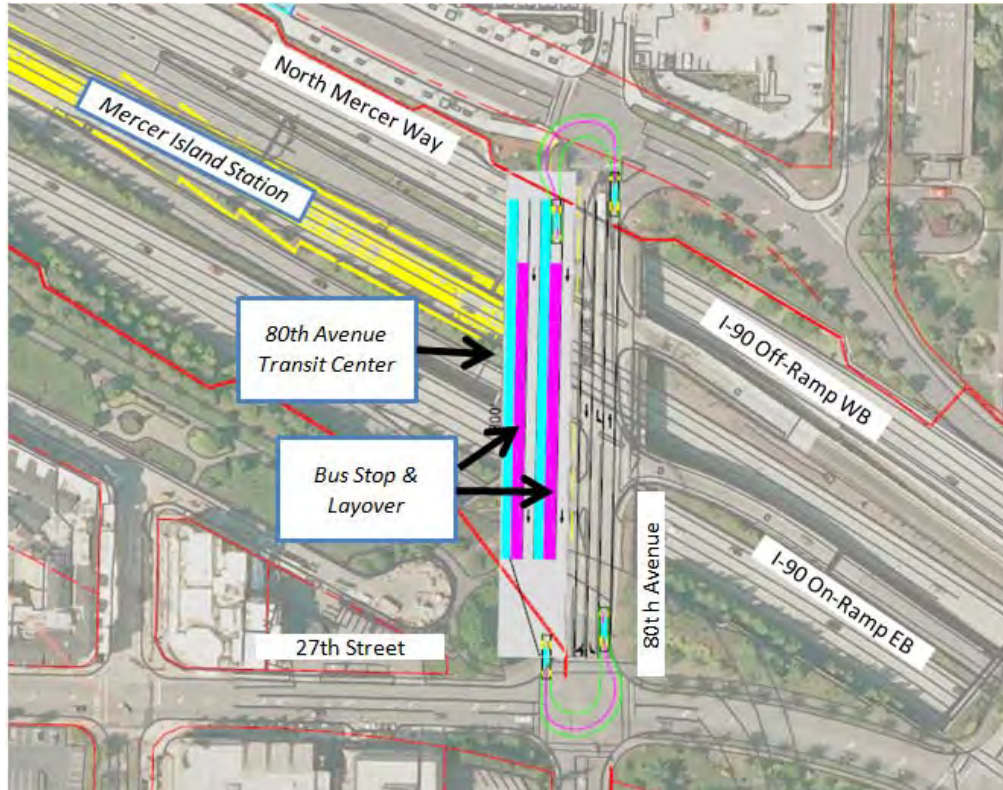 North Mercer Way
Mercer Island Station
80th Avenue
Transit Center
I-90 Off-Ramp WB
Bus Stop &
Layover
80th Avenue
I-90 On-Ramp EB
27th Street